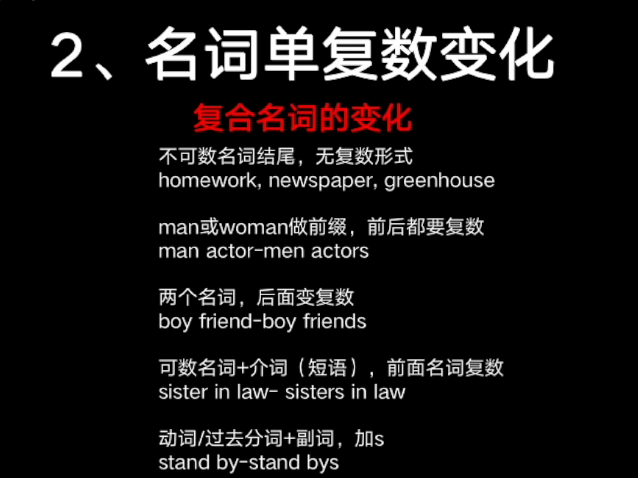 2、名词单复数变化
复合名词的变化
不可数名词结尾，无复数形式
homework, newspaper, greenhouse
man或woman做前缀，前后都要复数
man actor-men actors
两个名词，后面变复数
boy friend-boy friends
可数名词+介词（短语），前面名词复数
sister in law- sisters in law
动词/过去分词+副词，加s
stand by-stand bys